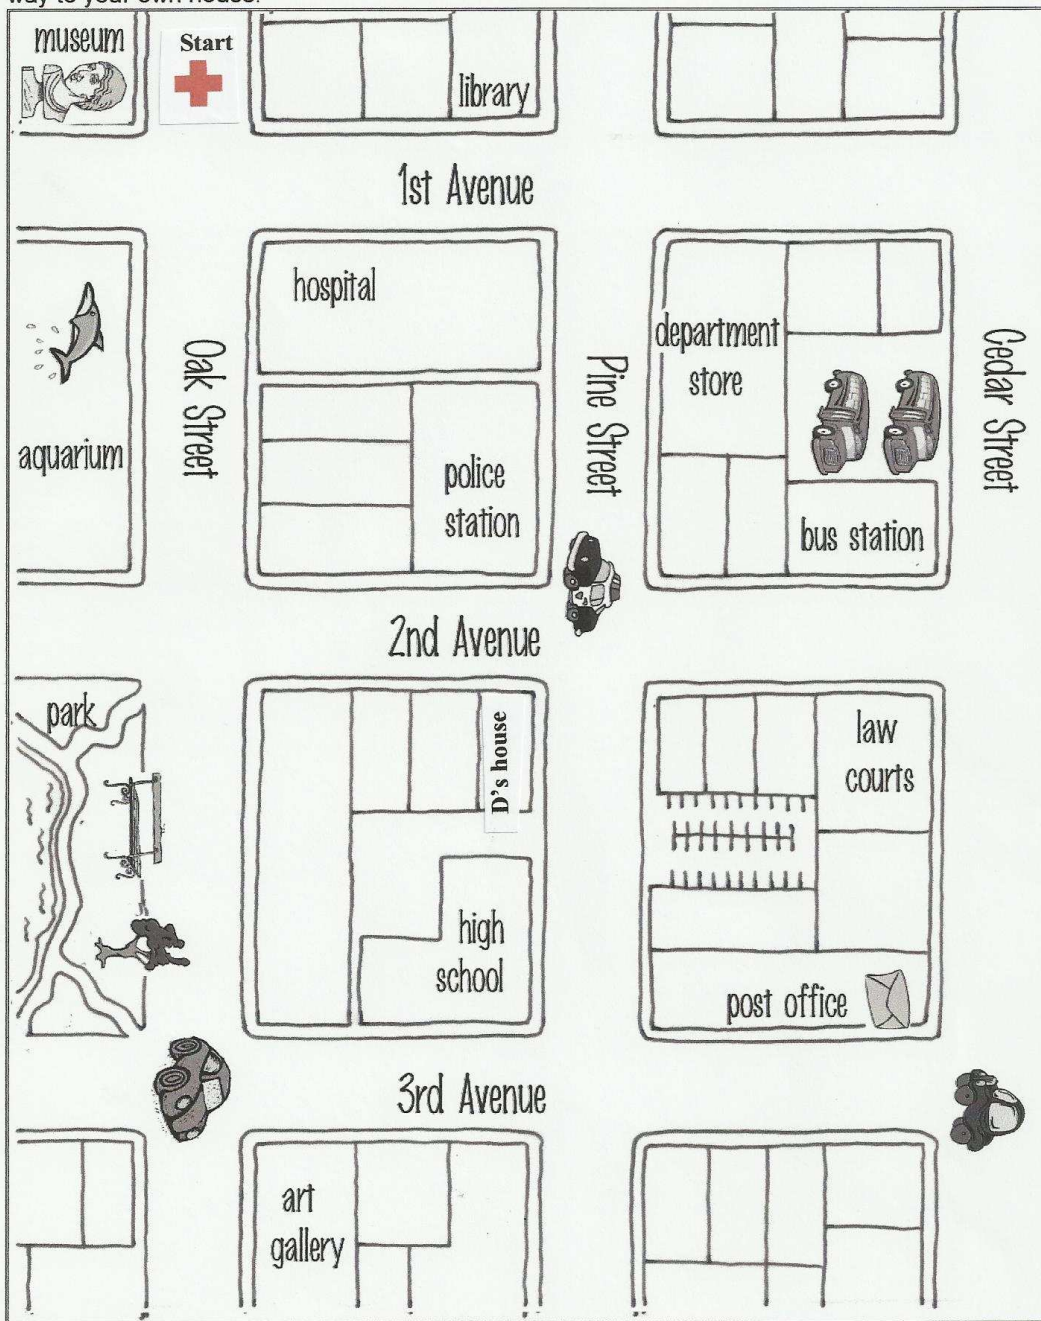 way to your own house.
museum
Start
library
1st Avenue
hospital
department
store
Oak Street
Pine Street
Cedar Street
aquarium
police
station
bus station
2nd Avenue
park
D's house
law
courts
high
school
post office
3rd Avenue
art
gallery